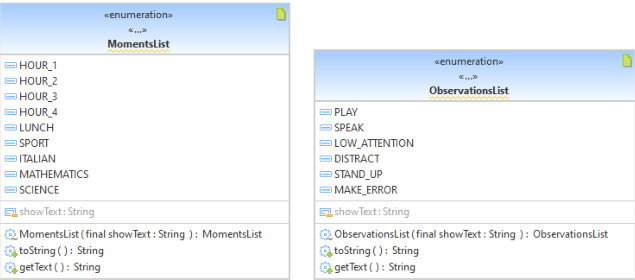 «enumeration»
«...»
MomentsList
HOUR_1
HOUR_2
HOUR_3
HOUR_4
LUNCH
SPORT
ITALIAN
MATHEMATICS
SCIENCE
showText : String
MomentsList ( final showText : String ) : MomentsList
toString ( ) : String
getText ( ) : String
«enumeration»
«...»
ObservationsList
PLAY
SPEAK
LOW_ATTENTION
DISTRACT
STAND_UP
MAKE_ERROR
showText : String
ObservationsList ( final showText : String ) : ObservationsList
toString ( ) : String
getText ( ) : String